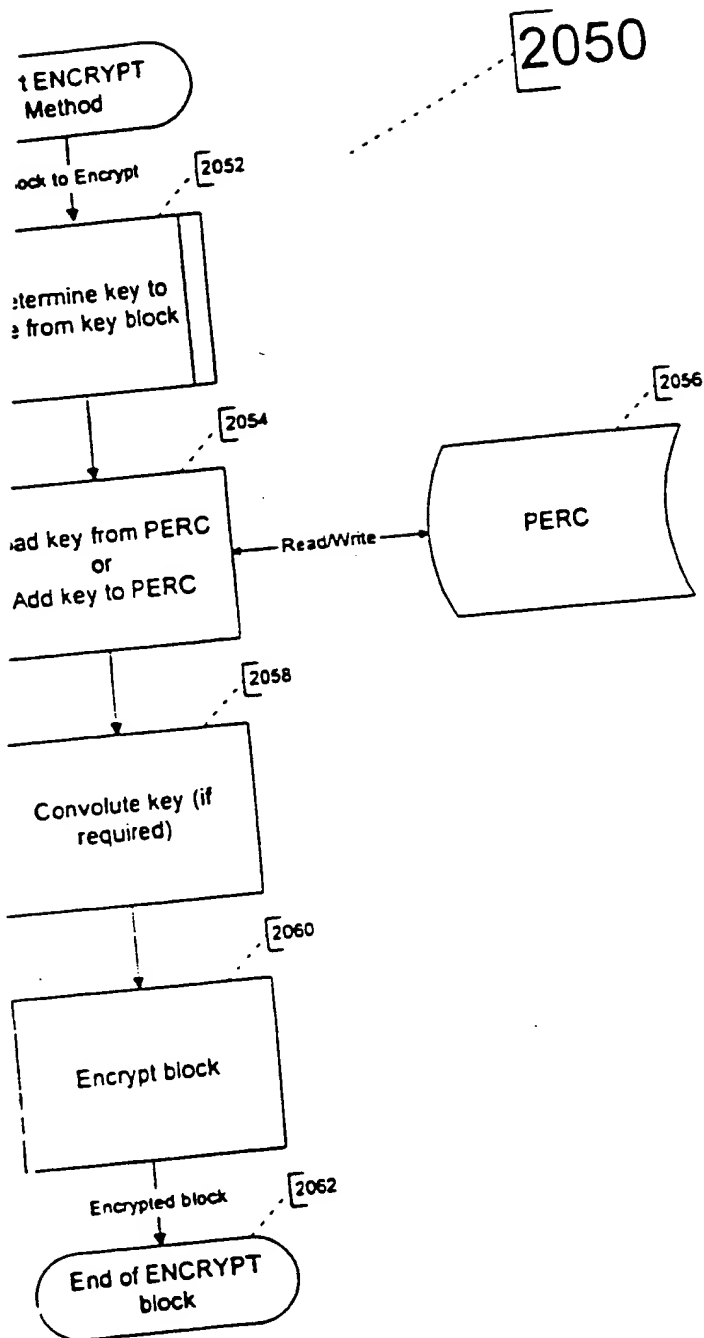 2050
t ENCRYPT
Method
ock to Encrypt
2052
etermine key to
e from key block
2054
2056
ad key from PERC
or
Add key to PERC
Read/Write
PERC
2058
Convolute key (if
required)
2060
Encrypt block
Encrypted block
2062
End of ENCRYPT
block